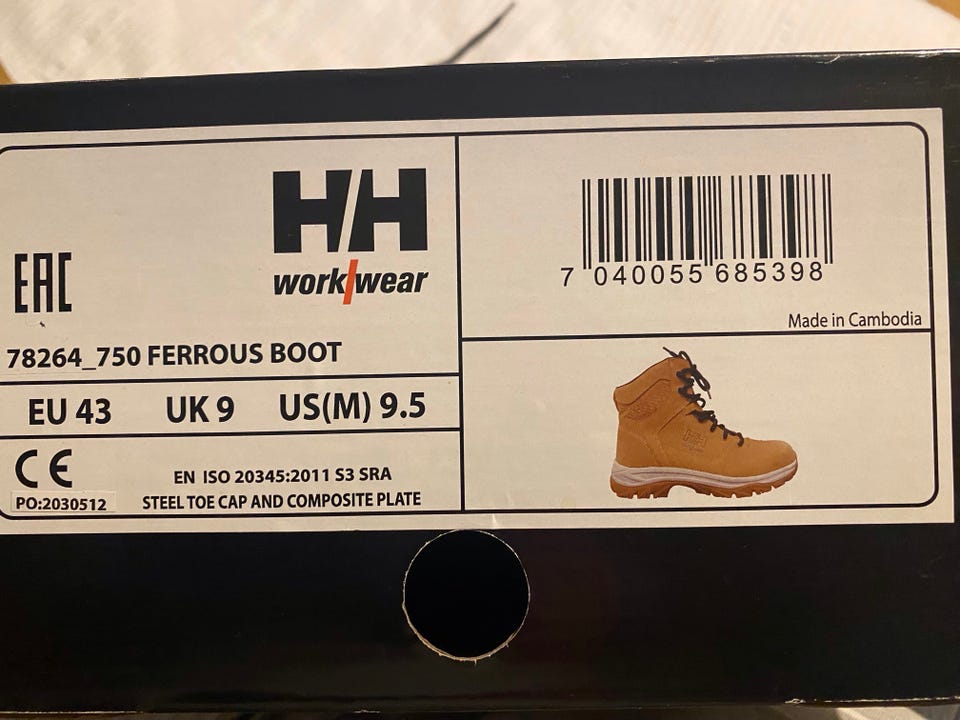 HH
work/wear
EAC
78264_750 FERROUS BOOT
EU 43 UK 9 US(M) 9.5
CE
PO:2030512
EN ISO 20345:2011 S3 SRA
STEEL TOE CAP AND COMPOSITE PLATE
7 040055 685398
Made in Cambodia
HH